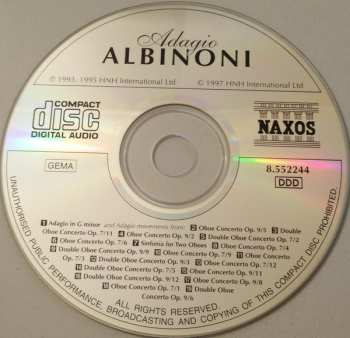 Adagio
ALBINONI
℗ 1993, 1995 HNH International Ltd
© 1997 HNH International Ltd
COMPACT
disc
DIGITAL AUDIO
NAXOS
GEMA
8.552244
DDD
1 Adagio in G minor and Adagio movements from: 2 Oboe Concerto Op. 9/5 3 Double
Oboe Concerto Op. 7/11 4 Oboe Concerto Op. 9/2 5 Double Oboe Concerto Op. 7/2
6 Oboe Concerto Op. 7/6 7 Sinfonia for Two Oboes 8 Oboe Concerto Op. 7/4
Double Oboe Concerto Op. 9/9 Oboe Concerto Op. 7/9 11 Oboe Concerto
Op. 7/3 Double Oboe Concerto Op. 9/3 Oboe Concerto Op. 7/12
14 Double Oboe Concerto Op. 7/5 Double Oboe Concerto Op. 9/11
Double Oboe Concerto Op. 9/12 17 Oboe Concerto Op. 9/8
18 Oboe Concerto Op. 7/1 19 Double Oboe
Concerto Op. 9/6
ALL RIGHTS RESERVED.
UNAUTHORISED PUBLIC PERFORMANCE, BROADCASTING AND COPYING OF THIS COMPACT DISC PROHIBITED.